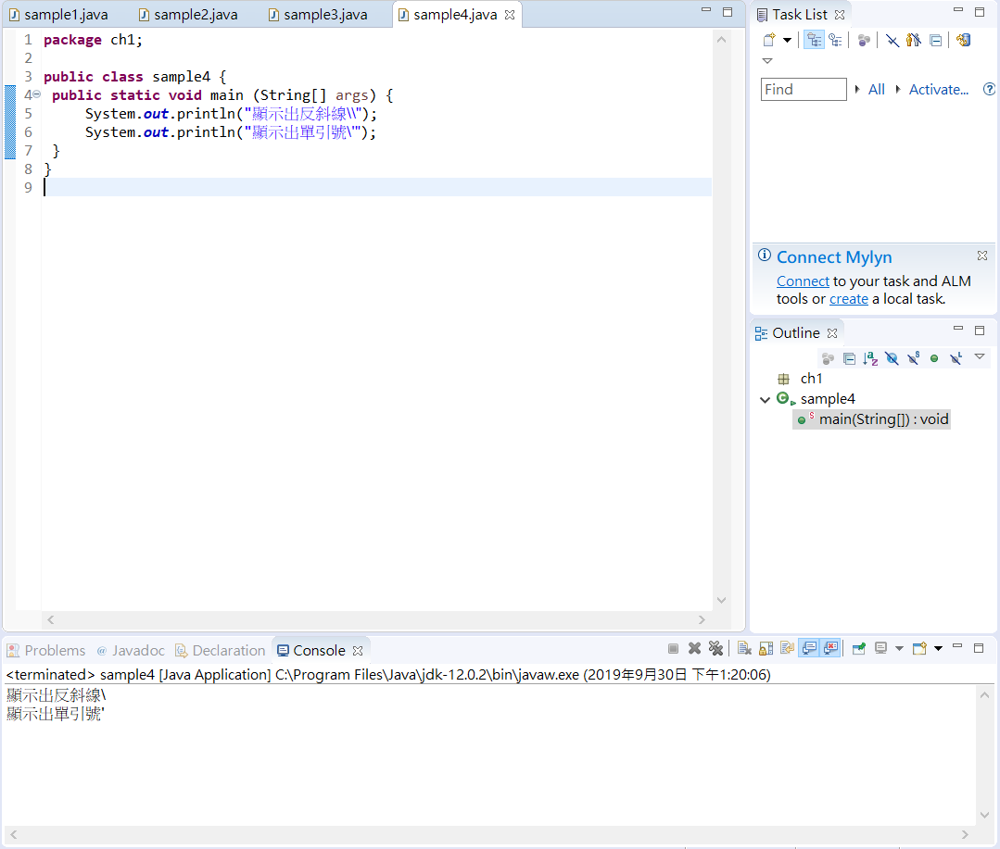 sample1.java sample2.java sample3.java sample4.java
1 package ch1;
2
3 public class sample4 {
4 public static void main (String[] args) {
5 System.out.println("顯示出反斜線\\");
6 System.out.println("顯示出單引號\'");
7 }
8 }
9
Task List
Find All Activate...
Connect Mylyn
Connect to your task and ALM
tools or create a local task.
Outline
ch1
sample4
main(String[]) : void
Problems @ Javadoc Declaration Console
<terminated> sample4 [Java Application] C:\Program Files\Java\jdk-12.0.2\bin\javaw.exe (2019年9月30日 下午1:20:06)
顯示出反斜線\
顯示出單引號'